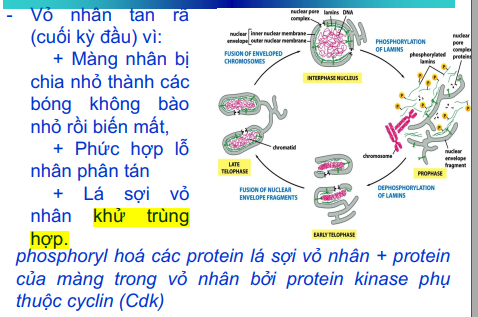 - Vỏ nhân tan rã
(cuối kỳ đầu) vì:
+ Màng nhân bị
chia nhỏ thành các
bóng không bào
nhỏ rồi biến mất,
+ Phức hợp lỗ
nhân phân tán
+ Lá sợi vỏ
nhân khử trùng
hợp.
phosphoryl hoá các protein lá sợi vỏ nhân + protein
của màng trong vỏ nhân bởi protein kinase phụ
thuộc cyclin (Cdk)
nuclear pore
complex
lamins DNA
nuclear
envelope
inner nuclear membrane
outer nuclear membrane
FUSION OF ENVELOPED
CHROMOSOMES
INTERPHASE NUCLEUS
PHOSPHORYLATION
OF LAMINS
phosphorylated
lamins
nuclear
pore
complex
proteins
P
P
P
P
P
P
P
P
chromosome
nuclear
envelope
fragment
PROPHASE
DEPHOSPHORYLATION
OF LAMINS
EARLY TELOPHASE
FUSION OF NUCLEAR
ENVELOPE FRAGMENTS
chromatid
LATE
TELOPHASE